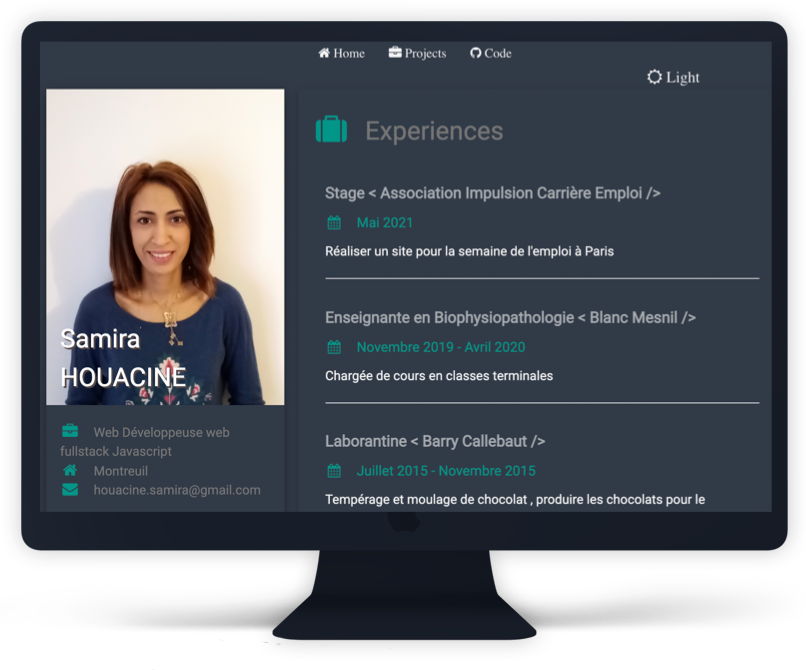 Home Projects Code
Light
Samira
HOUACINE
Web Développeuse web
fullstack Javascript
Montreuil
houacine.samira@gmail.com
Experiences
Stage < Association Impulsion Carrière Emploi />
Mai 2021
Réaliser un site pour la semaine de l'emploi à Paris
Enseignante en Biophysiopathologie < Blanc Mesnil />
Novembre 2019 - Avril 2020
Chargée de cours en classes terminales
Laborantine < Barry Callebaut />
Juillet 2015 - Novembre 2015
Tempérage et moulage de chocolat , produire les chocolats pour le